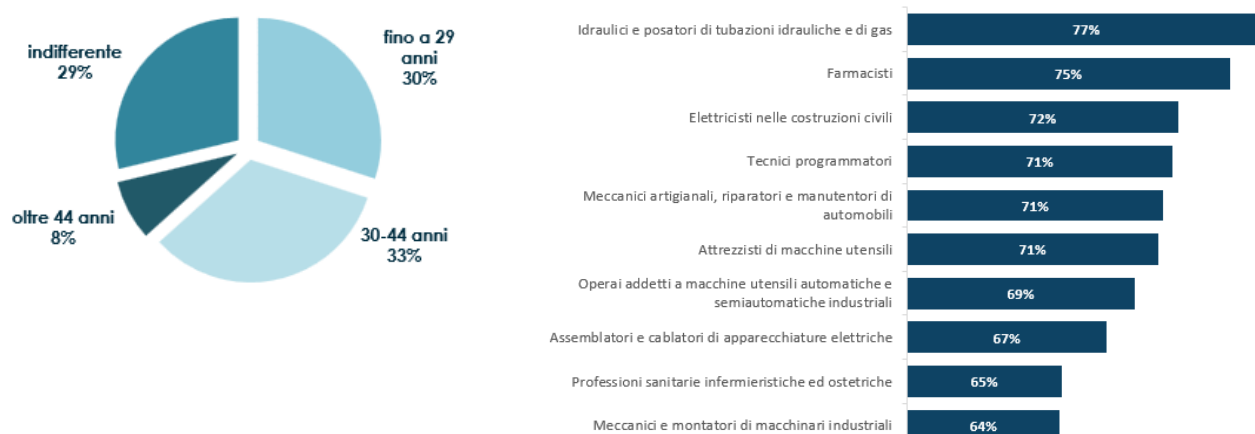 indifferente
29%
fino a 29
anni
30%
oltre 44 anni
8%
30-44 anni
33%
Idraulici e posatori di tubazioni idrauliche e di gas
77%
Farmacisti
75%
Elettricisti nelle costruzioni civili
72%
Tecnici programmatori
71%
Meccanici artigianali, riparatori e manutentori di
automobili
71%
Attrezzisti di macchine utensili
71%
Operai addetti a macchine utensili automatiche e
semiautomatiche industriali
69%
Assemblatori e cablatori di apparecchiature elettriche
67%
Professioni sanitarie infermieristiche ed ostetriche
65%
Meccanici e montatori di macchinari industriali
64%